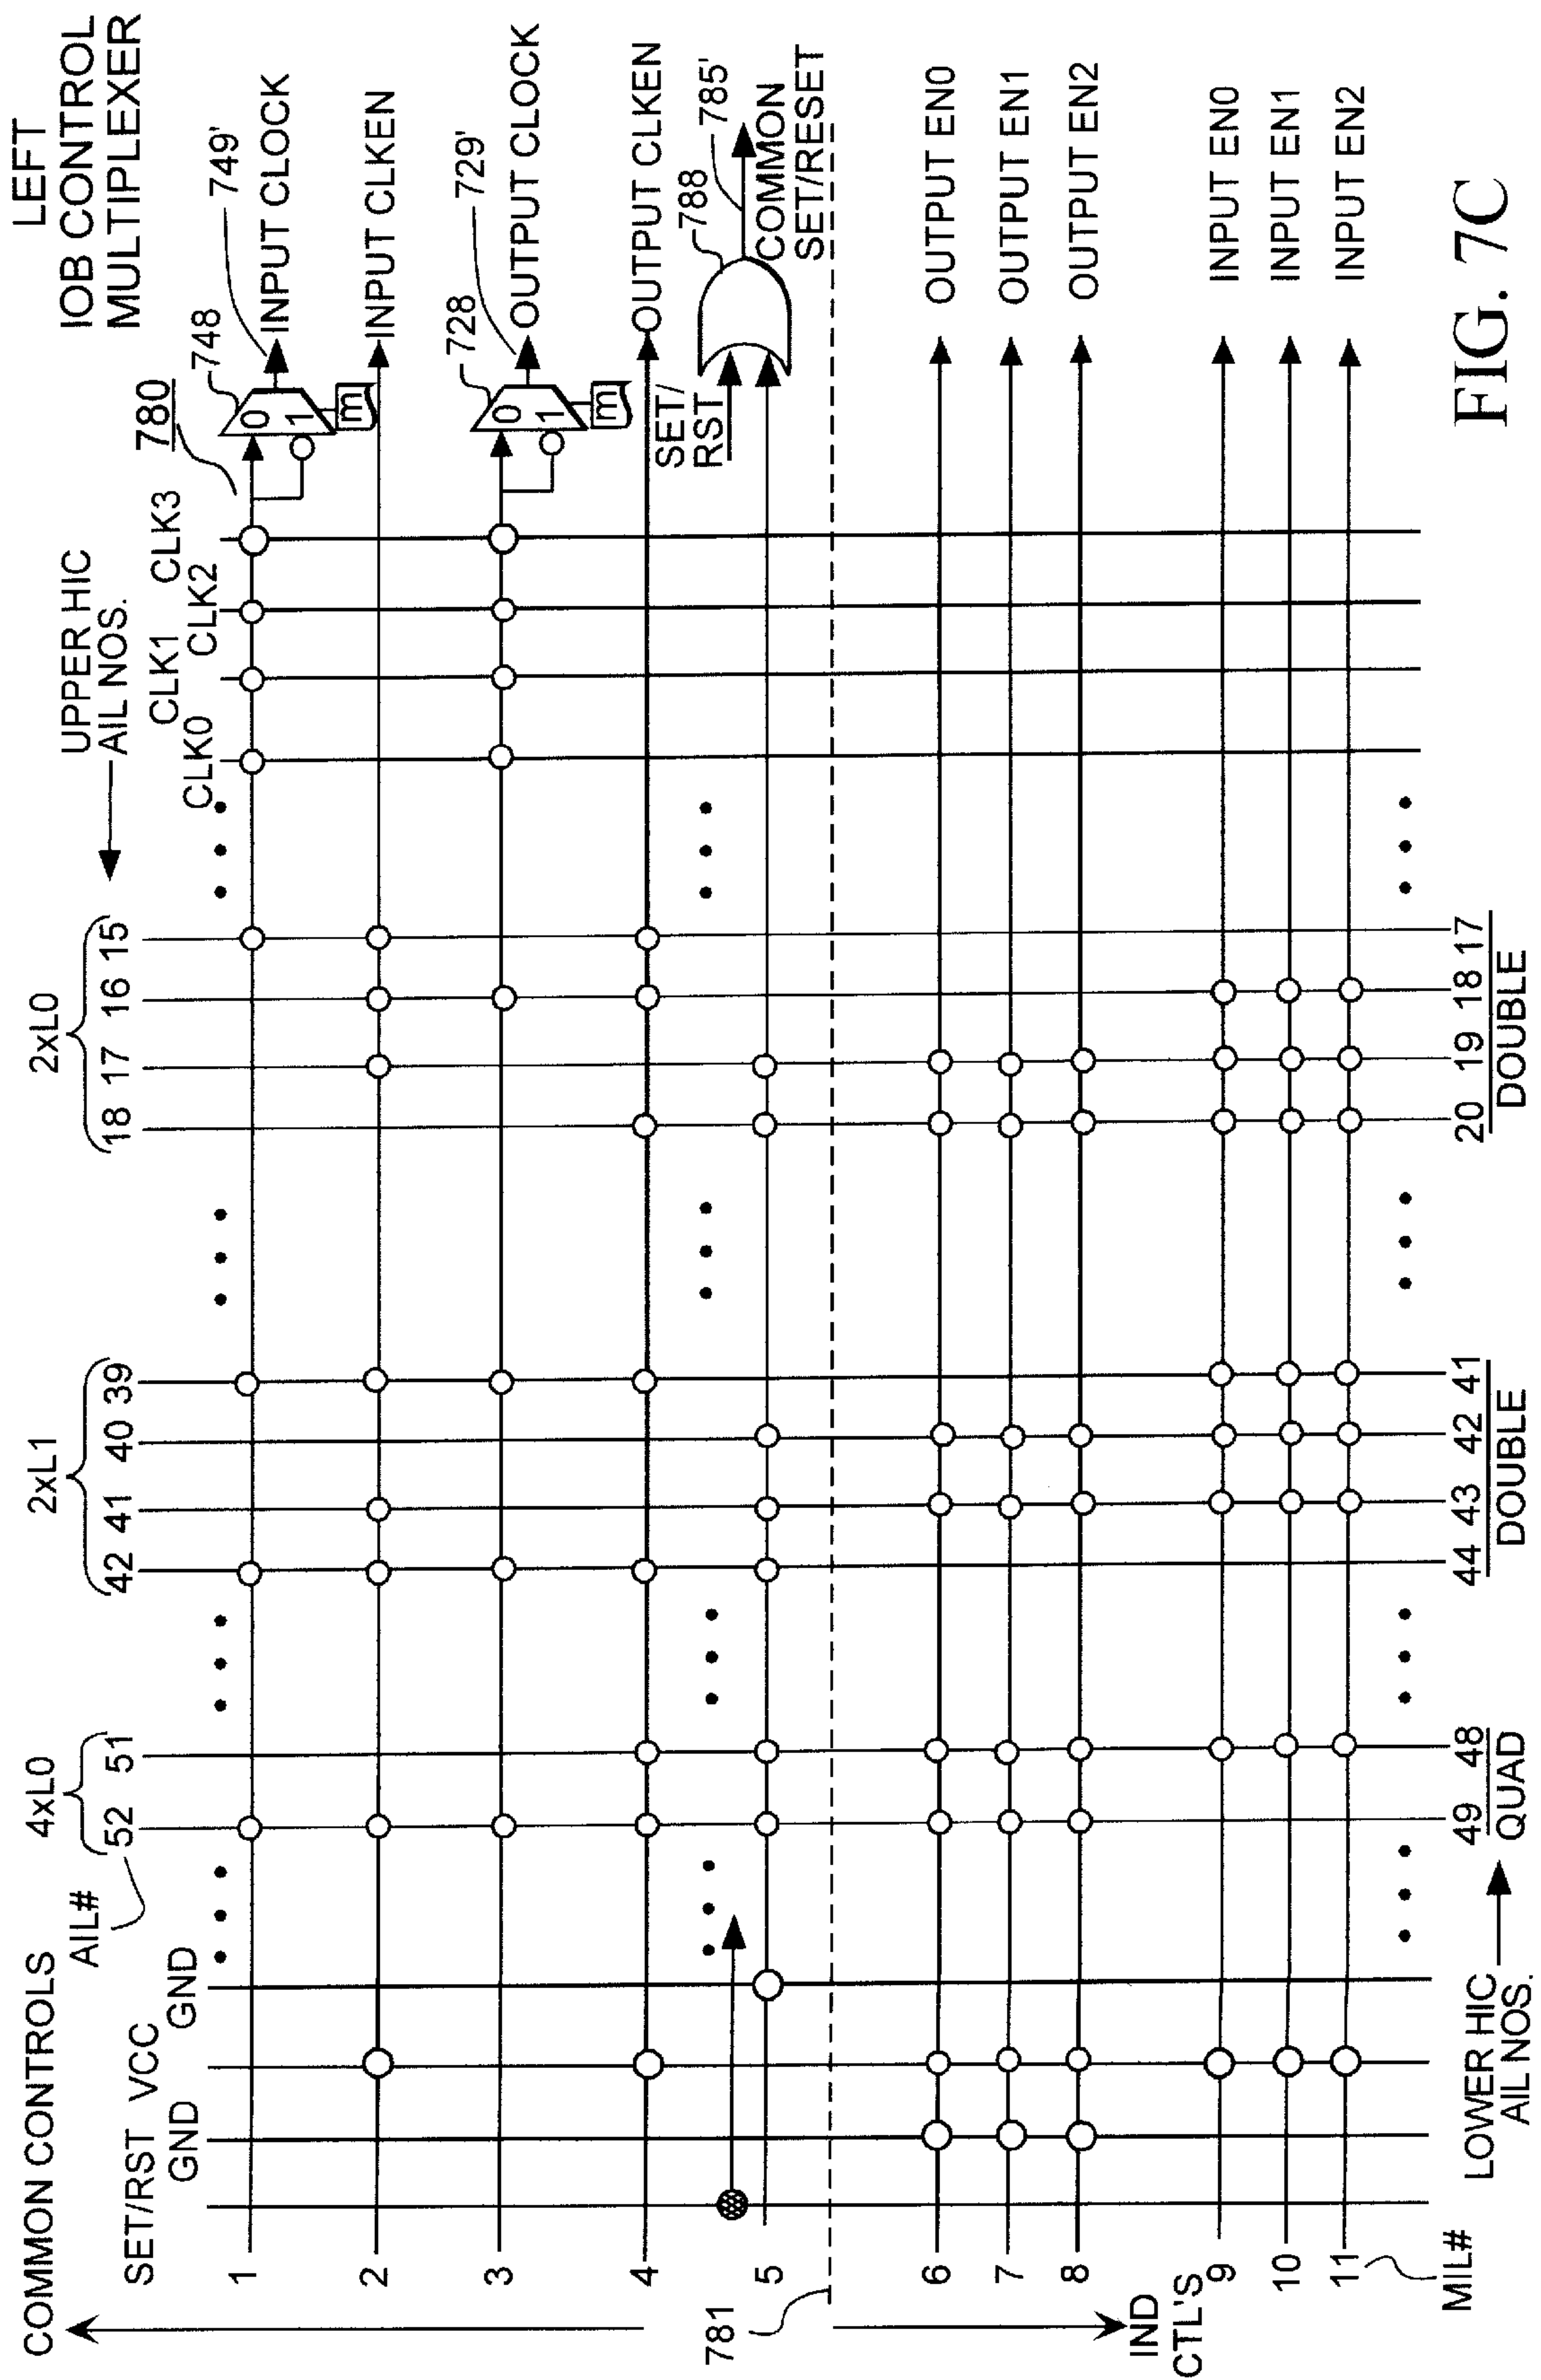 LEFT
IOB CONTROL
MULTIPLEXER
COMMON CONTROLS
AIL#
4xL0
52 51
2xL1
42 41 40 39
2xL0
18 17 16 15
UPPER HIC
AIL NOS.
SET/RST
GND
VCC
GND
CLK0
CLK1
CLK2
CLK3
780
748
749'
1
0
1
m
INPUT CLOCK
2
INPUT CLKEN
728
729'
3
0
1
m
OUTPUT CLOCK
4
OUTPUT CLKEN
SET/
RST
788
785'
5
COMMON
SET/RESET
781
6
OUTPUT EN0
7
OUTPUT EN1
8
OUTPUT EN2
IND
CTL'S
9
INPUT EN0
10
INPUT EN1
11
INPUT EN2
MIL#
LOWER HIC
AIL NOS.
49 48
QUAD
44 43 42 41
DOUBLE
20 19 18 17
DOUBLE
FIG. 7C